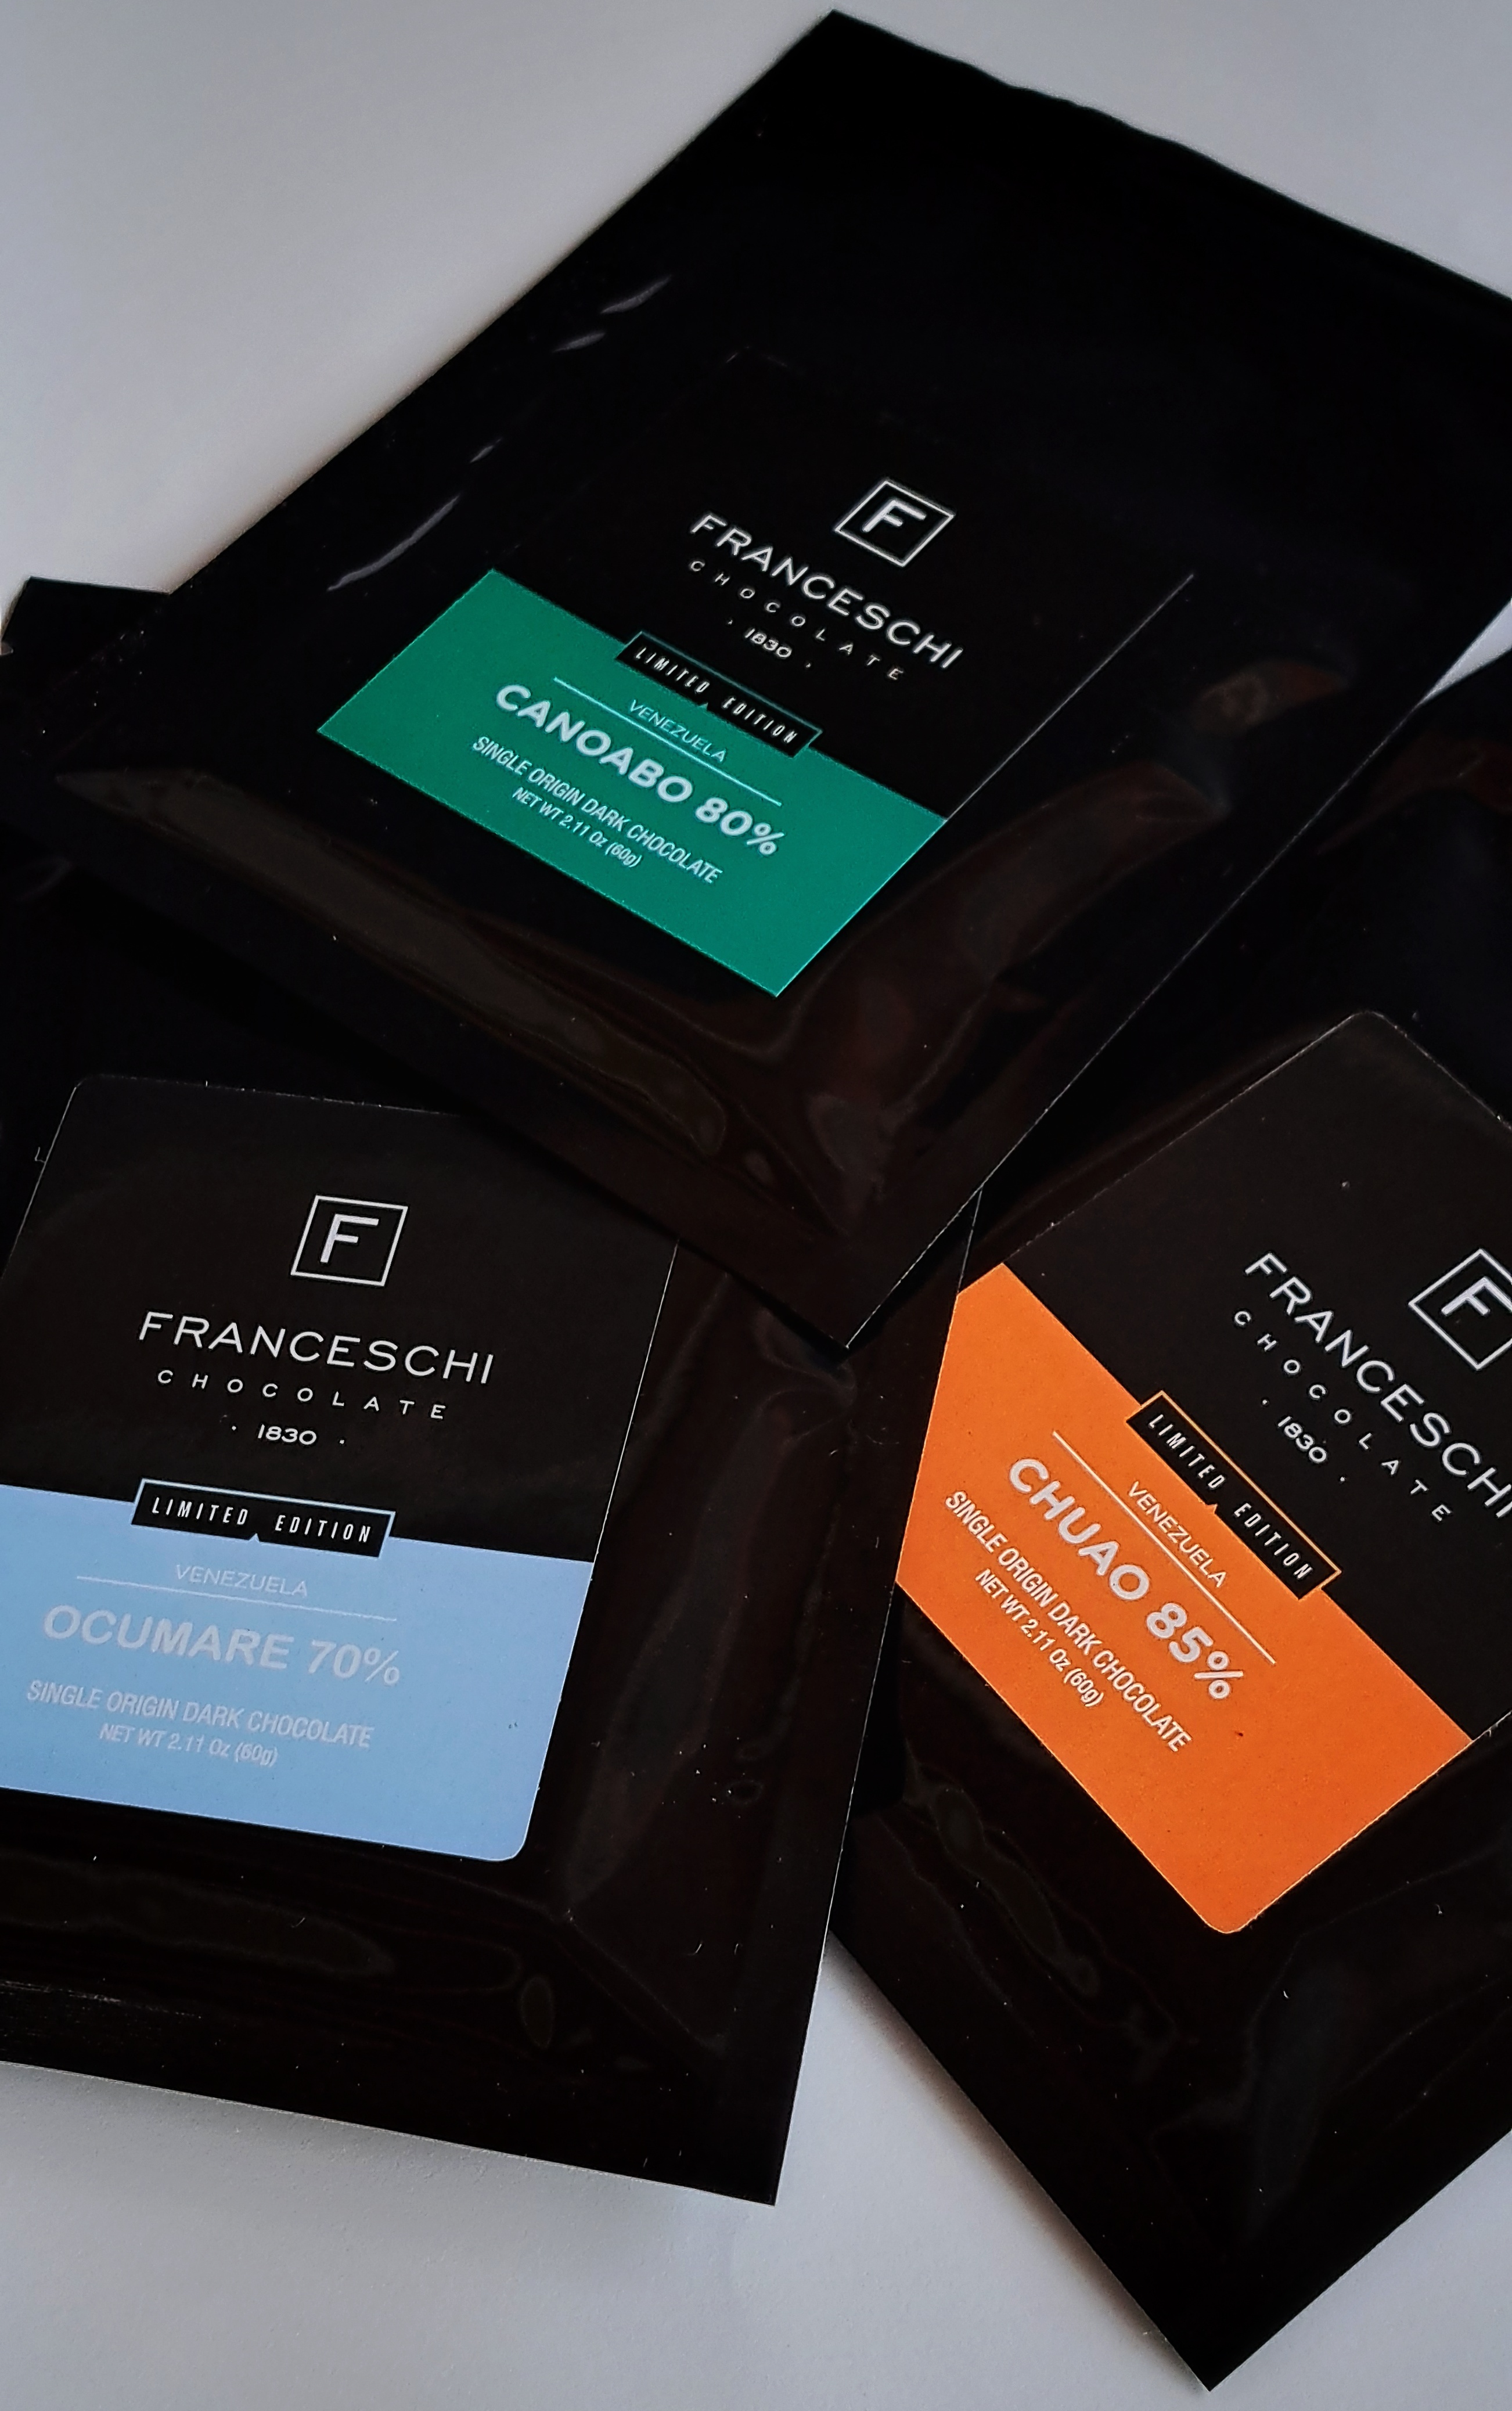 F
FRANCESCHI
CHOCOLATE
· 1830 ·
LIMITED EDITION
VENEZUELA
CANOABO 80%
SINGLE ORIGIN DARK CHOCOLATE
NET WT 2.11 Oz (60g)
F
FRANCESCHI
CHOCOLATE
· 1830 ·
LIMITED EDITION
VENEZUELA
OCUMARE 70%
SINGLE ORIGIN DARK CHOCOLATE
NET WT 2.11 Oz (60g)
F
FRANCESCHI
CHOCOLATE
· 1830 ·
LIMITED EDITION
VENEZUELA
CHUAO 85%
SINGLE ORIGIN DARK CHOCOLATE
NET WT 2.11 Oz (60g)